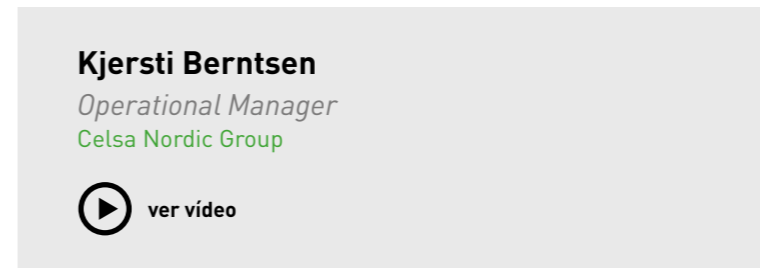 Kjersti Berntsen
Operational Manager
Celsa Nordic Group
ver vídeo